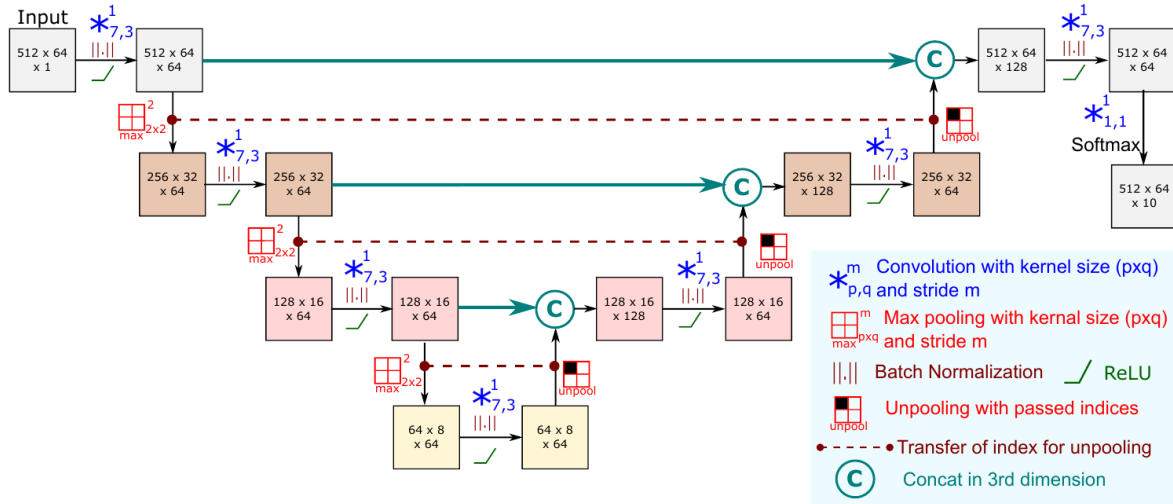 Input
512 x 64
x 1
1
7,3
||.||
512 x 64
x 64
C
512 x 64
x 128
1
7,3
||.||
512 x 64
x 64
max
2
2x2
unpool
1
1,1
Softmax
256 x 32
x 64
1
7,3
||.||
256 x 32
x 64
C
256 x 32
x 128
1
7,3
||.||
256 x 32
x 64
512 x 64
x 10
max
2
2x2
unpool
128 x 16
x 64
1
7,3
||.||
128 x 16
x 64
C
128 x 16
x 128
1
7,3
||.||
128 x 16
x 64
max
2
2x2
unpool
64 x 8
x 64
1
7,3
||.||
64 x 8
x 64
m
p,q
Convolution with kernel size (pxq)
and stride m
max
m
pxq
Max pooling with kernal size (pxq)
and stride m
||.|| Batch Normalization
ReLU
unpool
Unpooling with passed indices
Transfer of index for unpooling
C
Concat in 3rd dimension